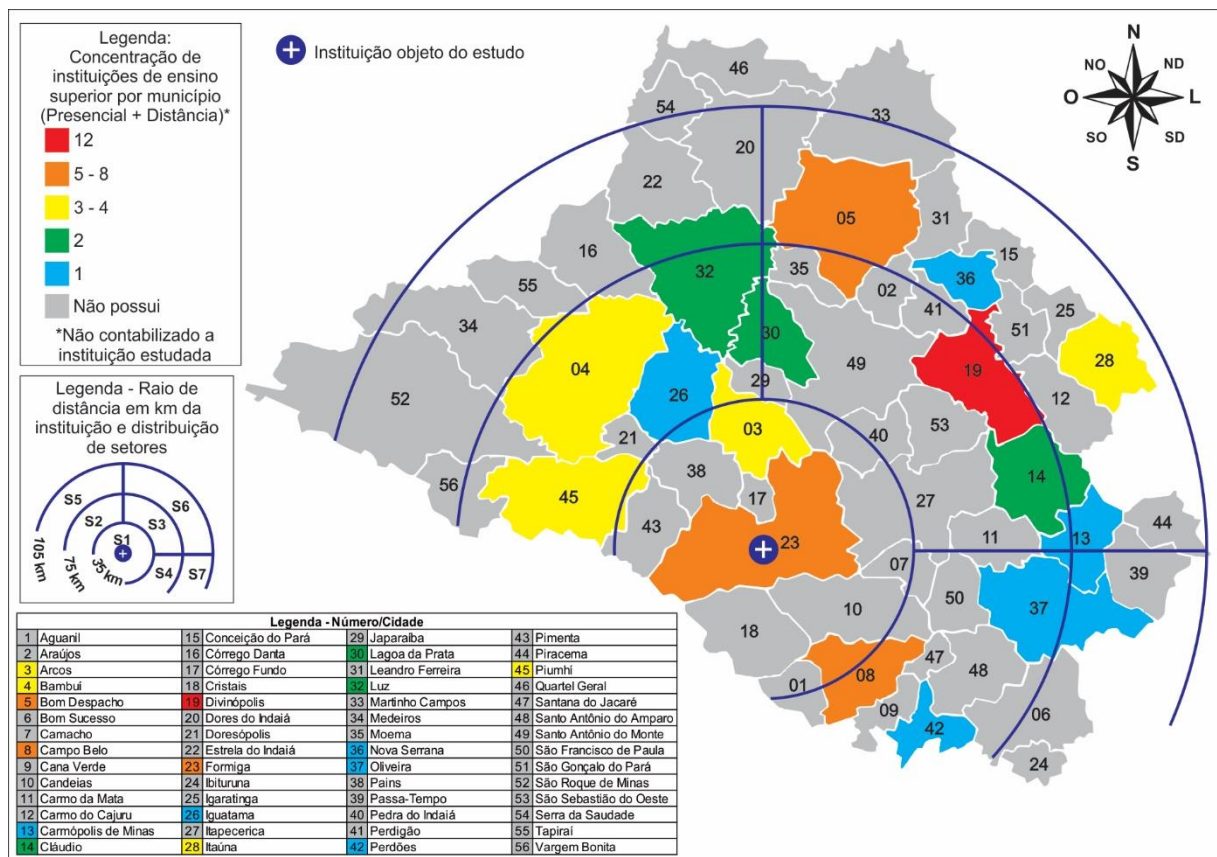 Legenda:
Concentração de
instituições de ensino
superior por município
(Presencial + Distância)*
12
5 - 8
3 - 4
2
1
Não possui
*Não contabilizado a
instituição estudada
Instituição objeto do estudo
N
NO
ND
O
L
SO
SD
S
46
54
33
20
22
05
31
16
32
35
15
02
36
55
41
25
34
30
51
04
49
28
52
29
19
26
12
03
53
21
40
38
14
56
45
17
27
43
23
11
13
44
07
39
10
50
37
18
47
48
08
01
09
42
06
24
Legenda - Raio de
distância em km da
instituição e distribuição
de setores
S5
S6
S2
S3
S1
S4
S7
105 km
75 km
35 km
Legenda - Número/Cidade
1 Aguanil 15 Conceição do Pará 29 Japaraiba 43 Pimenta
2 Araújos 16 Córrego Danta 30 Lagoa da Prata 44 Piracema
3 Arcos 17 Córrego Fundo 31 Leandro Ferreira 45 Piumhí
4 Bambui 18 Cristais 32 Luz 46 Quartel Geral
5 Bom Despacho 19 Divinópolis 33 Martinho Campos 47 Santana do Jacaré
6 Bom Sucesso 20 Dores do Indaiá 34 Medeiros 48 Santo Antônio do Amparo
7 Camacho 21 Doresópolis 35 Moema 49 Santo Antônio do Monte
8 Campo Belo 22 Estrela do Indaiá 36 Nova Serrana 50 São Francisco de Paula
9 Cana Verde 23 Formiga 37 Oliveira 51 São Gonçalo do Pará
10 Candeias 24 Ibituruna 38 Pains 52 São Roque de Minas
11 Carmo da Mata 25 Igaratinga 39 Passa-Tempo 53 São Sebastião do Oeste
12 Carmo do Cajuru 26 Iguatama 40 Pedra do Indaiá 54 Serra da Saudade
13 Carmópolis de Minas 27 Itapecerica 41 Perdigão 55 Tapiraí
14 Cláudio 28 Itaúna 42 Perdões 56 Vargem Bonita